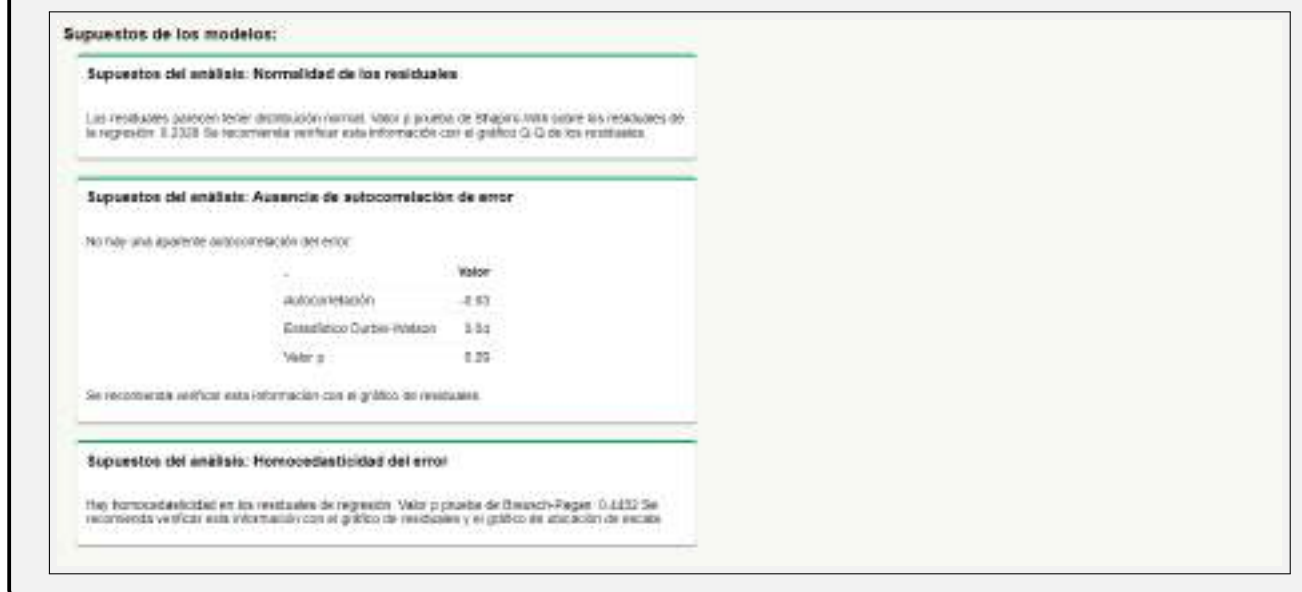 Supuestos de los modelos:
Supuestos del análisis: Normalidad de los residuales
Los residuales parecen tener distribución normal. Valor p prueba de Shapiro-Wilk sobre los residuales de
la regresión: Se recomienda verificar esta información con el gráfico Q-Q de los residuales.
Supuestos del análisis: Ausencia de autocorrelación de error
No hay una aparente autocorrelación del error:
Valor
Autocorrelación
Estadístico Durbin-Watson
Valor p
Se recomienda verificar esta información con el gráfico de residuales.
Supuestos del análisis: Homocedasticidad del error
Hay homocedasticidad en los residuales de regresión. Valor p prueba de Breusch-Pagan: Se
recomienda verificar esta información con el gráfico de residuales y el gráfico de ubicación de escala.